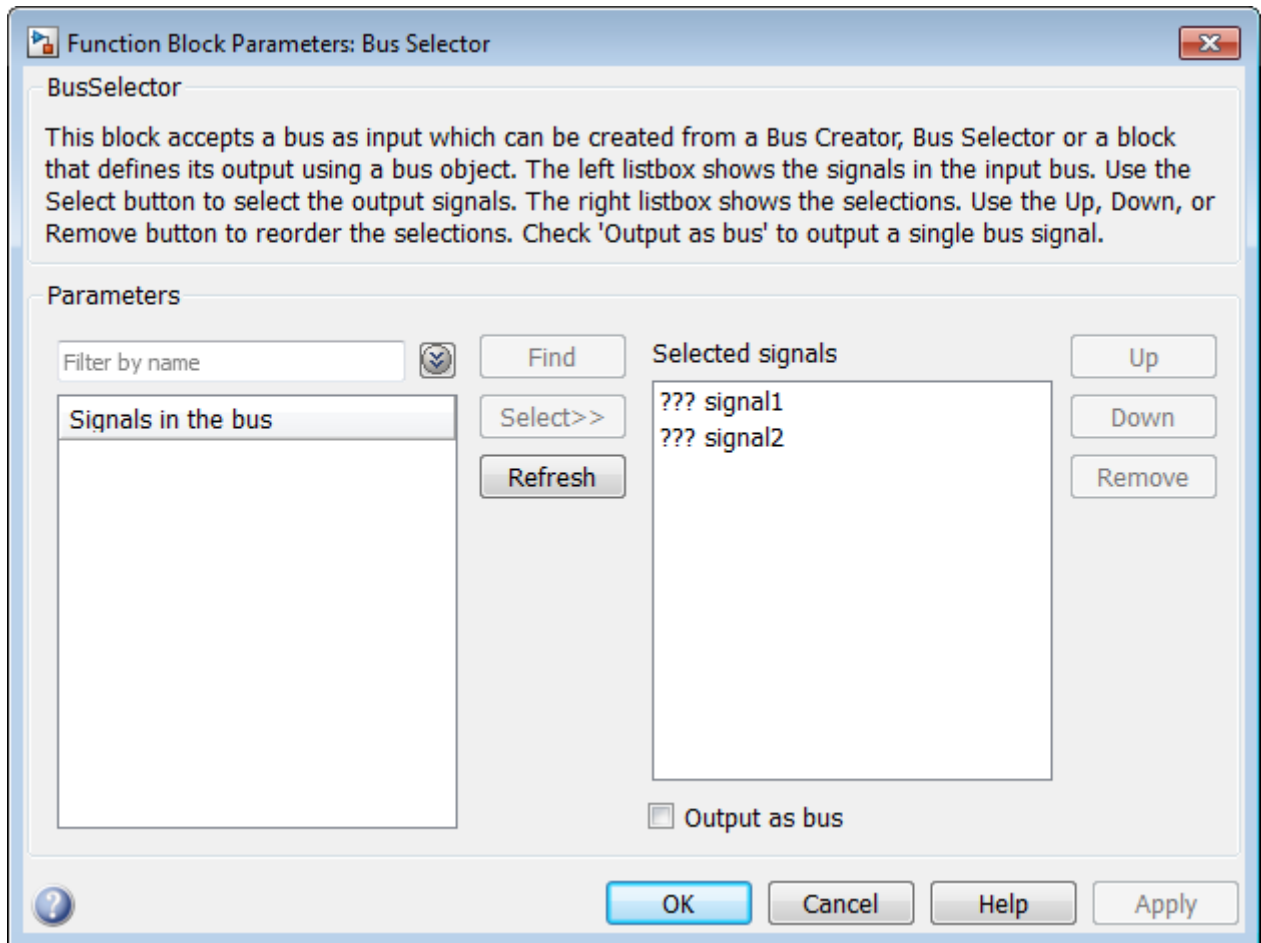 Function Block Parameters: Bus Selector
BusSelector
This block accepts a bus as input which can be created from a Bus Creator, Bus Selector or a block
that defines its output using a bus object. The left listbox shows the signals in the input bus. Use the
Select button to select the output signals. The right listbox shows the selections. Use the Up, Down, or
Remove button to reorder the selections. Check 'Output as bus' to output a single bus signal.
Parameters
Filter by name
Find
Selected signals
Up
Signals in the bus
Select>>
??? signal1
??? signal2
Down
Refresh
Remove
Output as bus
?
OK
Cancel
Help
Apply